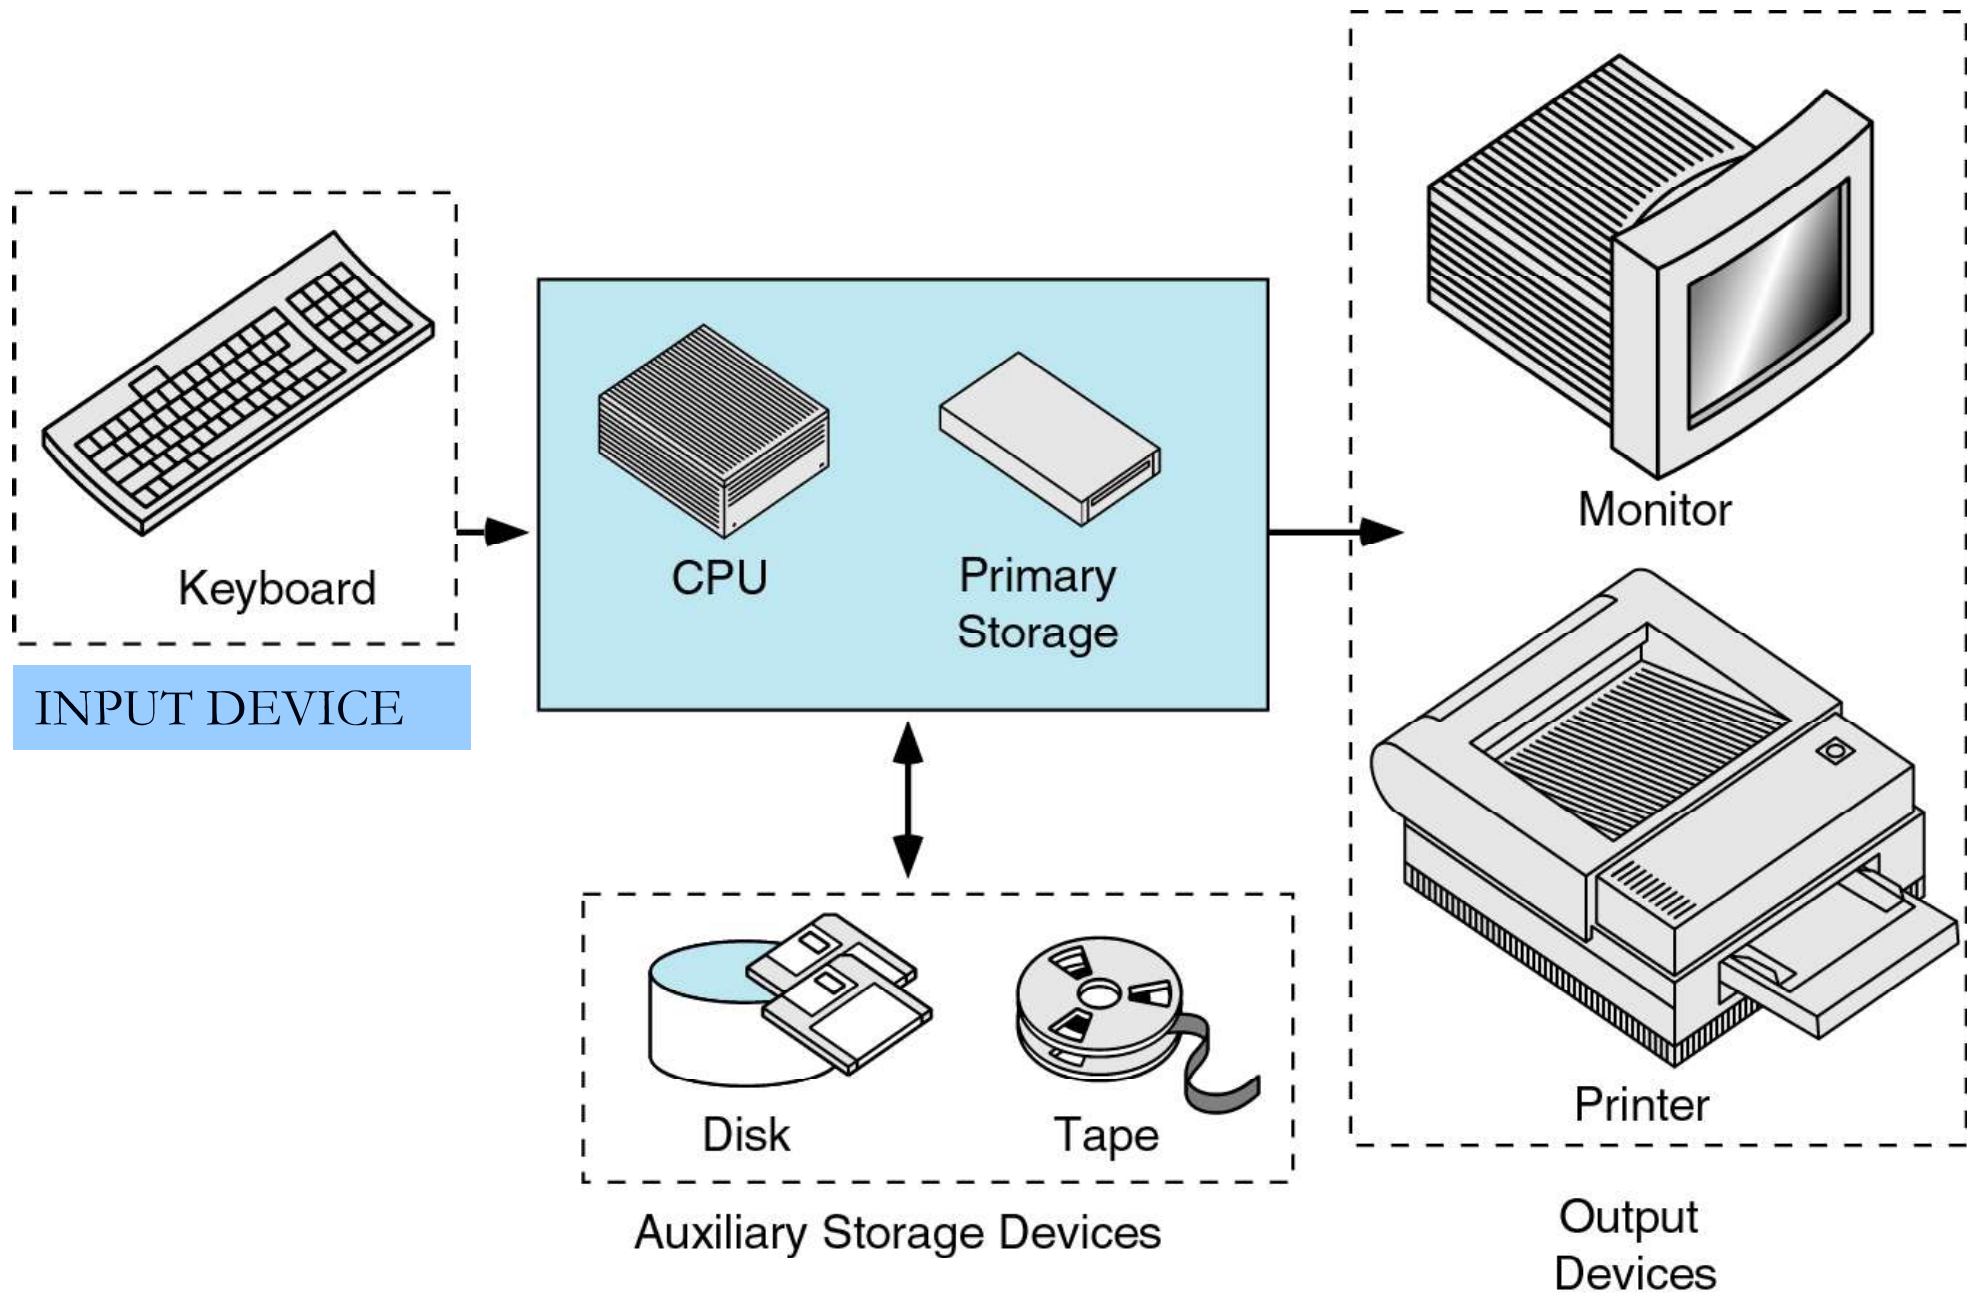 Keyboard
INPUT DEVICE
CPU
Primary
Storage
Monitor
Printer
Output
Devices
Disk
Tape
Auxiliary Storage Devices